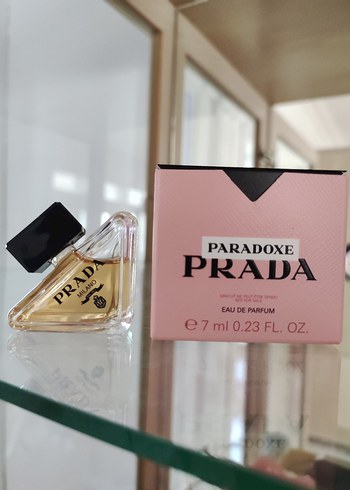 PRADA
MILANO
PARADOXE
PRADA
EAU DE PARFUM
℮ 7 ml 0.23 FL. OZ.